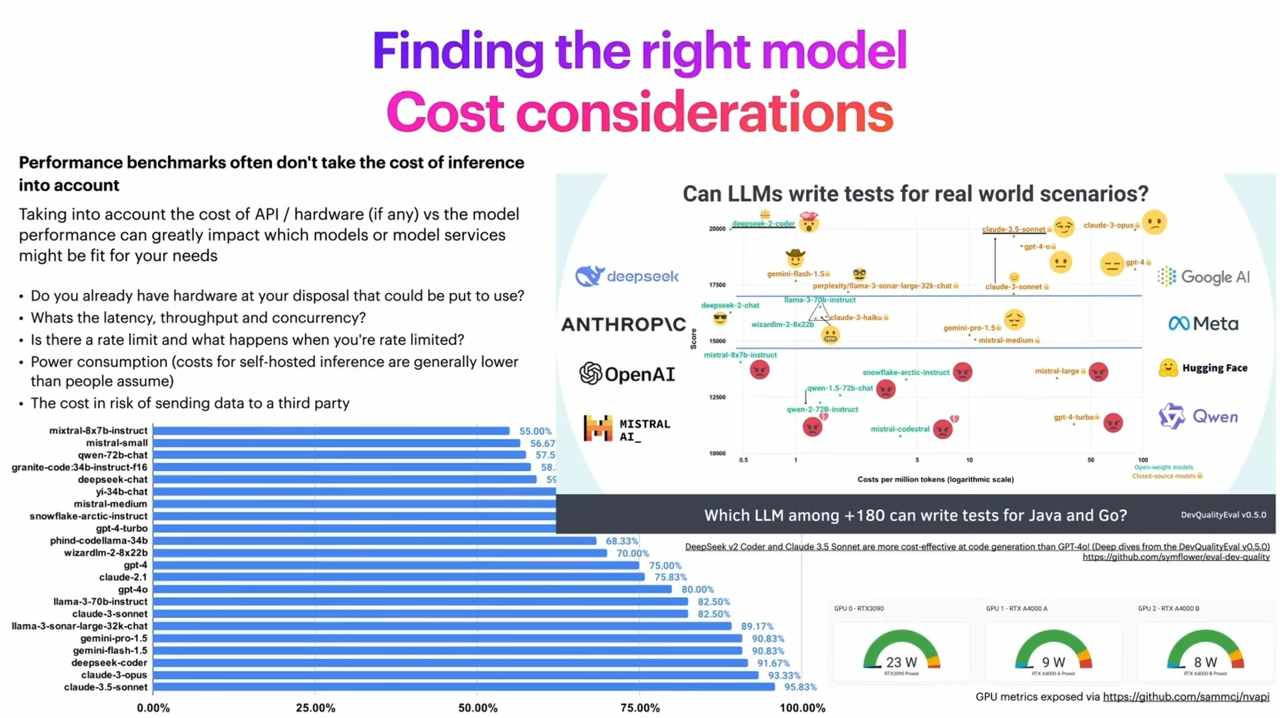 Finding the right model
Cost considerations
Performance benchmarks often don't take the cost of inference
into account
Taking into account the cost of API / hardware (if any) vs the model
performance can greatly impact which models or model services
might be fit for your needs
• Do you already have hardware at your disposal that could be put to use?
• Whats the latency, throughput and concurrency?
• Is there a rate limit and what happens when you're rate limited?
• Power consumption (costs for self-hosted inference are generally lower
than people assume)
• The cost in risk of sending data to a third party
mixtral-8x7b-instruct 55.00%
mistral-small 56.67
qwen-72b-chat 57.5
granite-code:34b-instruct-f16 58.
deepseek-chat 59
yi-34b-chat
mistral-medium
snowflake-arctic-instruct
gpt-4-turbo
phind-codellama-34b 68.33%
wizardlm-2-8x22b 70.00%
gpt-4 75.00%
claude-2.1 75.83%
gpt-4o 80.00%
llama-3-70b-instruct 82.50%
claude-3-sonnet 82.50%
llama-3-sonar-large-32k-chat 89.17%
gemini-pro-1.5 90.83%
gemini-flash-1.5 90.83%
deepseek-coder 91.67%
claude-3-opus 93.33%
claude-3.5-sonnet 95.83%
0.00% 25.00% 50.00% 75.00% 100.00%
Can LLMs write tests for real world scenarios?
deepseek
ANTHROP\C
OpenAI
MISTRAL
AI_
Google AI
Meta
Hugging Face
Qwen
Score
20000
17500
15000
12500
10000
deepseek-2-coder
claude-3.5-sonnet
claude-3-opus
gpt-4-o
gpt-4
gemini-flash-1.5
perplexity/llama-3-sonar-large-32k-chat
claude-3-sonnet
deepseek-2-chat
llama-3-70b-instruct
wizardlm-2-8x22b
claude-3-haiku
gemini-pro-1.5
mistral-medium
mixtral-8x7b-instruct
snowflake-arctic-instruct
mistral-large
qwen-1.5-72b-chat
qwen-2-72B-instruct
mistral-codestral
gpt-4-turbo
0.5 1 5 10 50 100
Costs per million tokens (logarithmic scale)
Open-weight models
Closed-source models
Which LLM among +180 can write tests for Java and Go?
DevQualityEval v0.5.0
DeepSeek v2 Coder and Claude 3.5 Sonnet are more cost-effective at code generation than GPT-4o! (Deep dives from the DevQualityEval v0.5.0)
https://github.com/symflower/eval-dev-quality
GPU 0 - RTX3090
23 W
RTX3090 Power
GPU 1 - RTX A4000 A
9 W
RTX A4000 A Power
GPU 2 - RTX A4000 B
8 W
RTX A4000 B Power
GPU metrics exposed via https://github.com/sammcj/nvapi